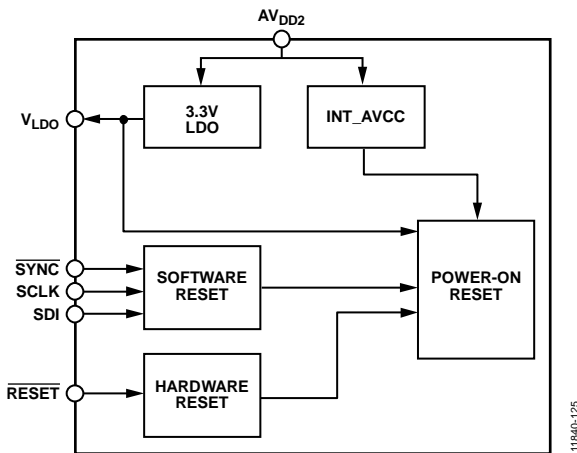 AVDD2
3.3V
LDO
INT_AVCC
VLDO
POWER-ON
RESET
SYNC
SCLK
SDI
SOFTWARE
RESET
RESET
HARDWARE
RESET
11840-125